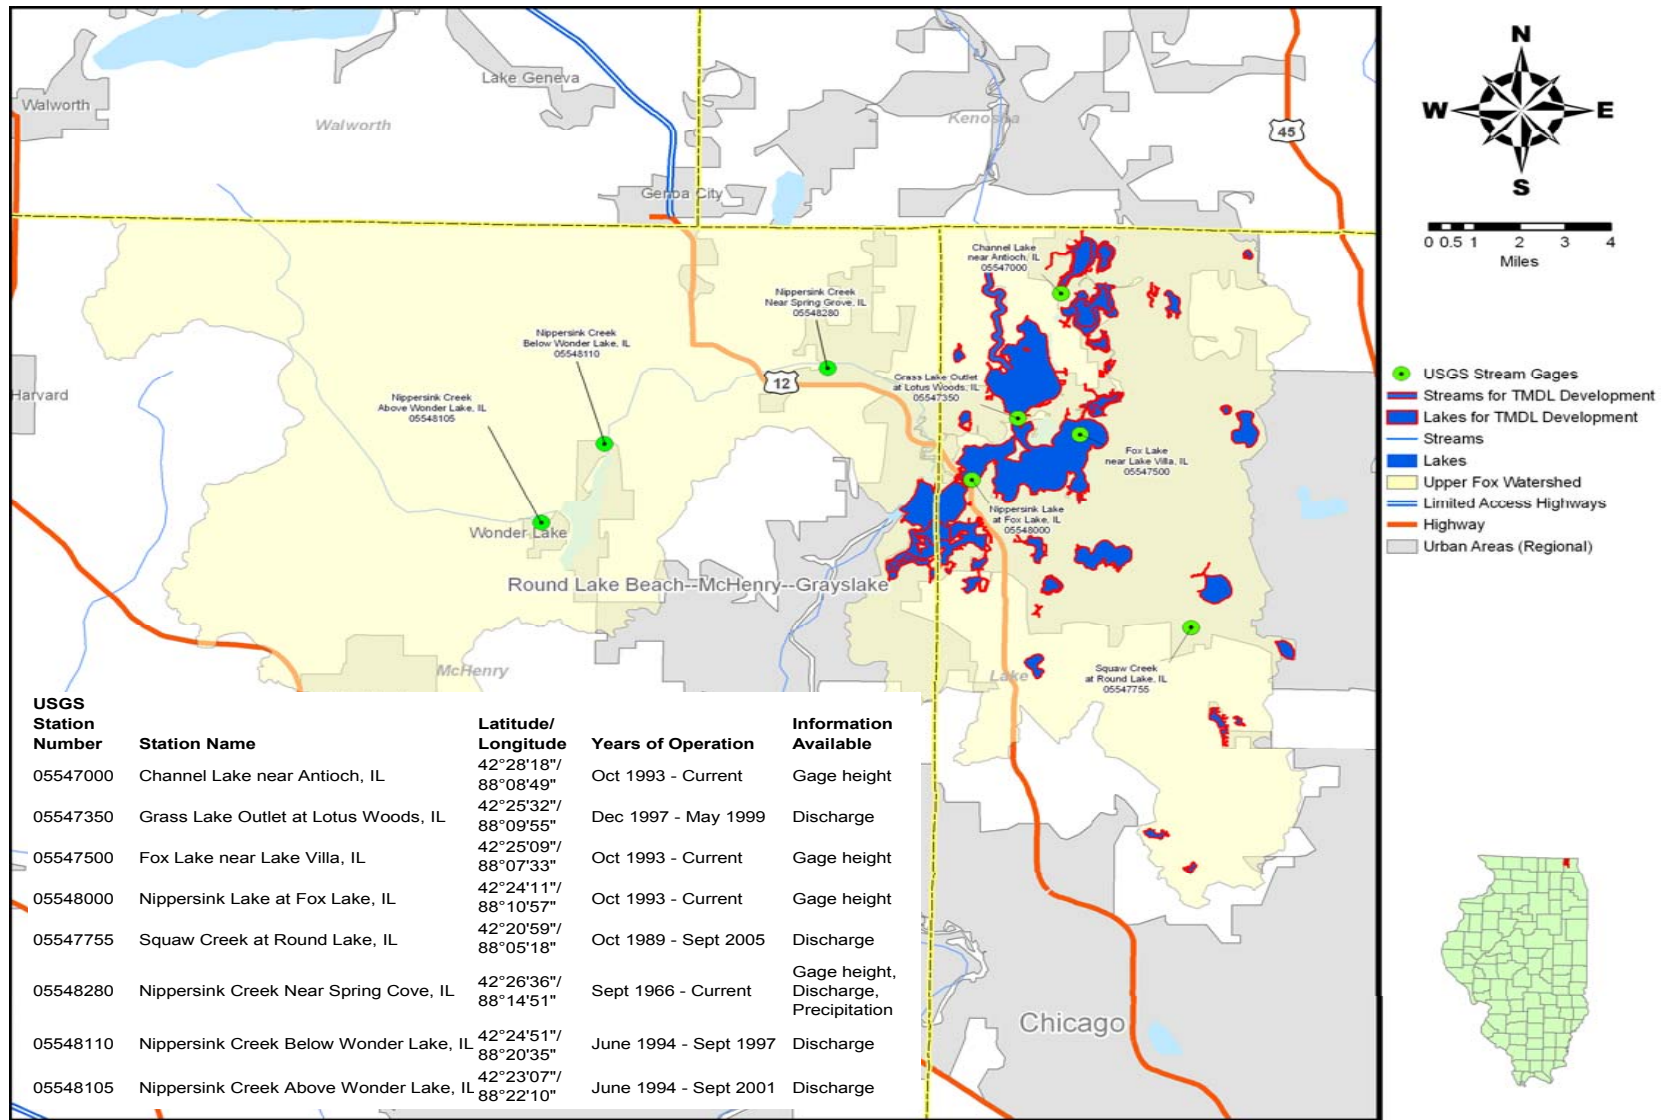 Lake Geneva
Walworth
Walworth
Kenosha
45
Genoa City
N
W
E
S
0 0.5 1 2 3 4
Miles
Channel Lake
near Antioch, IL
05547000
Nippersink Creek
Near Spring Grove, IL
05548280
Nippersink Creek
Below Wonder Lake, IL
05548110
12
Grass Lake Outlet
at Lotus Woods, IL
05547350
Harvard
Nippersink Creek
Above Wonder Lake, IL
05548105
Fox Lake
near Lake Villa, IL
05547500
Nippersink Lake
at Fox Lake, IL
05548000
Wonder Lake
Round Lake Beach--McHenry--Grayslake
McHenry
Lake
Squaw Creek
at Round Lake, IL
05547755
Chicago
USGS Stream Gages
Streams for TMDL Development
Lakes for TMDL Development
Streams
Lakes
Upper Fox Watershed
Limited Access Highways
Highway
Urban Areas (Regional)
USGS
Station
Number
Station Name
Latitude/
Longitude
Years of Operation
Information
Available
05547000 Channel Lake near Antioch, IL 42°28'18"/
88°08'49" Oct 1993 - Current Gage height
05547350 Grass Lake Outlet at Lotus Woods, IL 42°25'32"/
88°09'55" Dec 1997 - May 1999 Discharge
05547500 Fox Lake near Lake Villa, IL 42°25'09"/
88°07'33" Oct 1993 - Current Gage height
05548000 Nippersink Lake at Fox Lake, IL 42°24'11"/
88°10'57" Oct 1993 - Current Gage height
05547755 Squaw Creek at Round Lake, IL 42°20'59"/
88°05'18" Oct 1989 - Sept 2005 Discharge
05548280 Nippersink Creek Near Spring Cove, IL 42°26'36"/
88°14'51" Sept 1966 - Current Gage height,
Discharge,
Precipitation
05548110 Nippersink Creek Below Wonder Lake, IL 42°24'51"/
88°20'35" June 1994 - Sept 1997 Discharge
05548105 Nippersink Creek Above Wonder Lake, IL 42°23'07"/
88°22'10" June 1994 - Sept 2001 Discharge